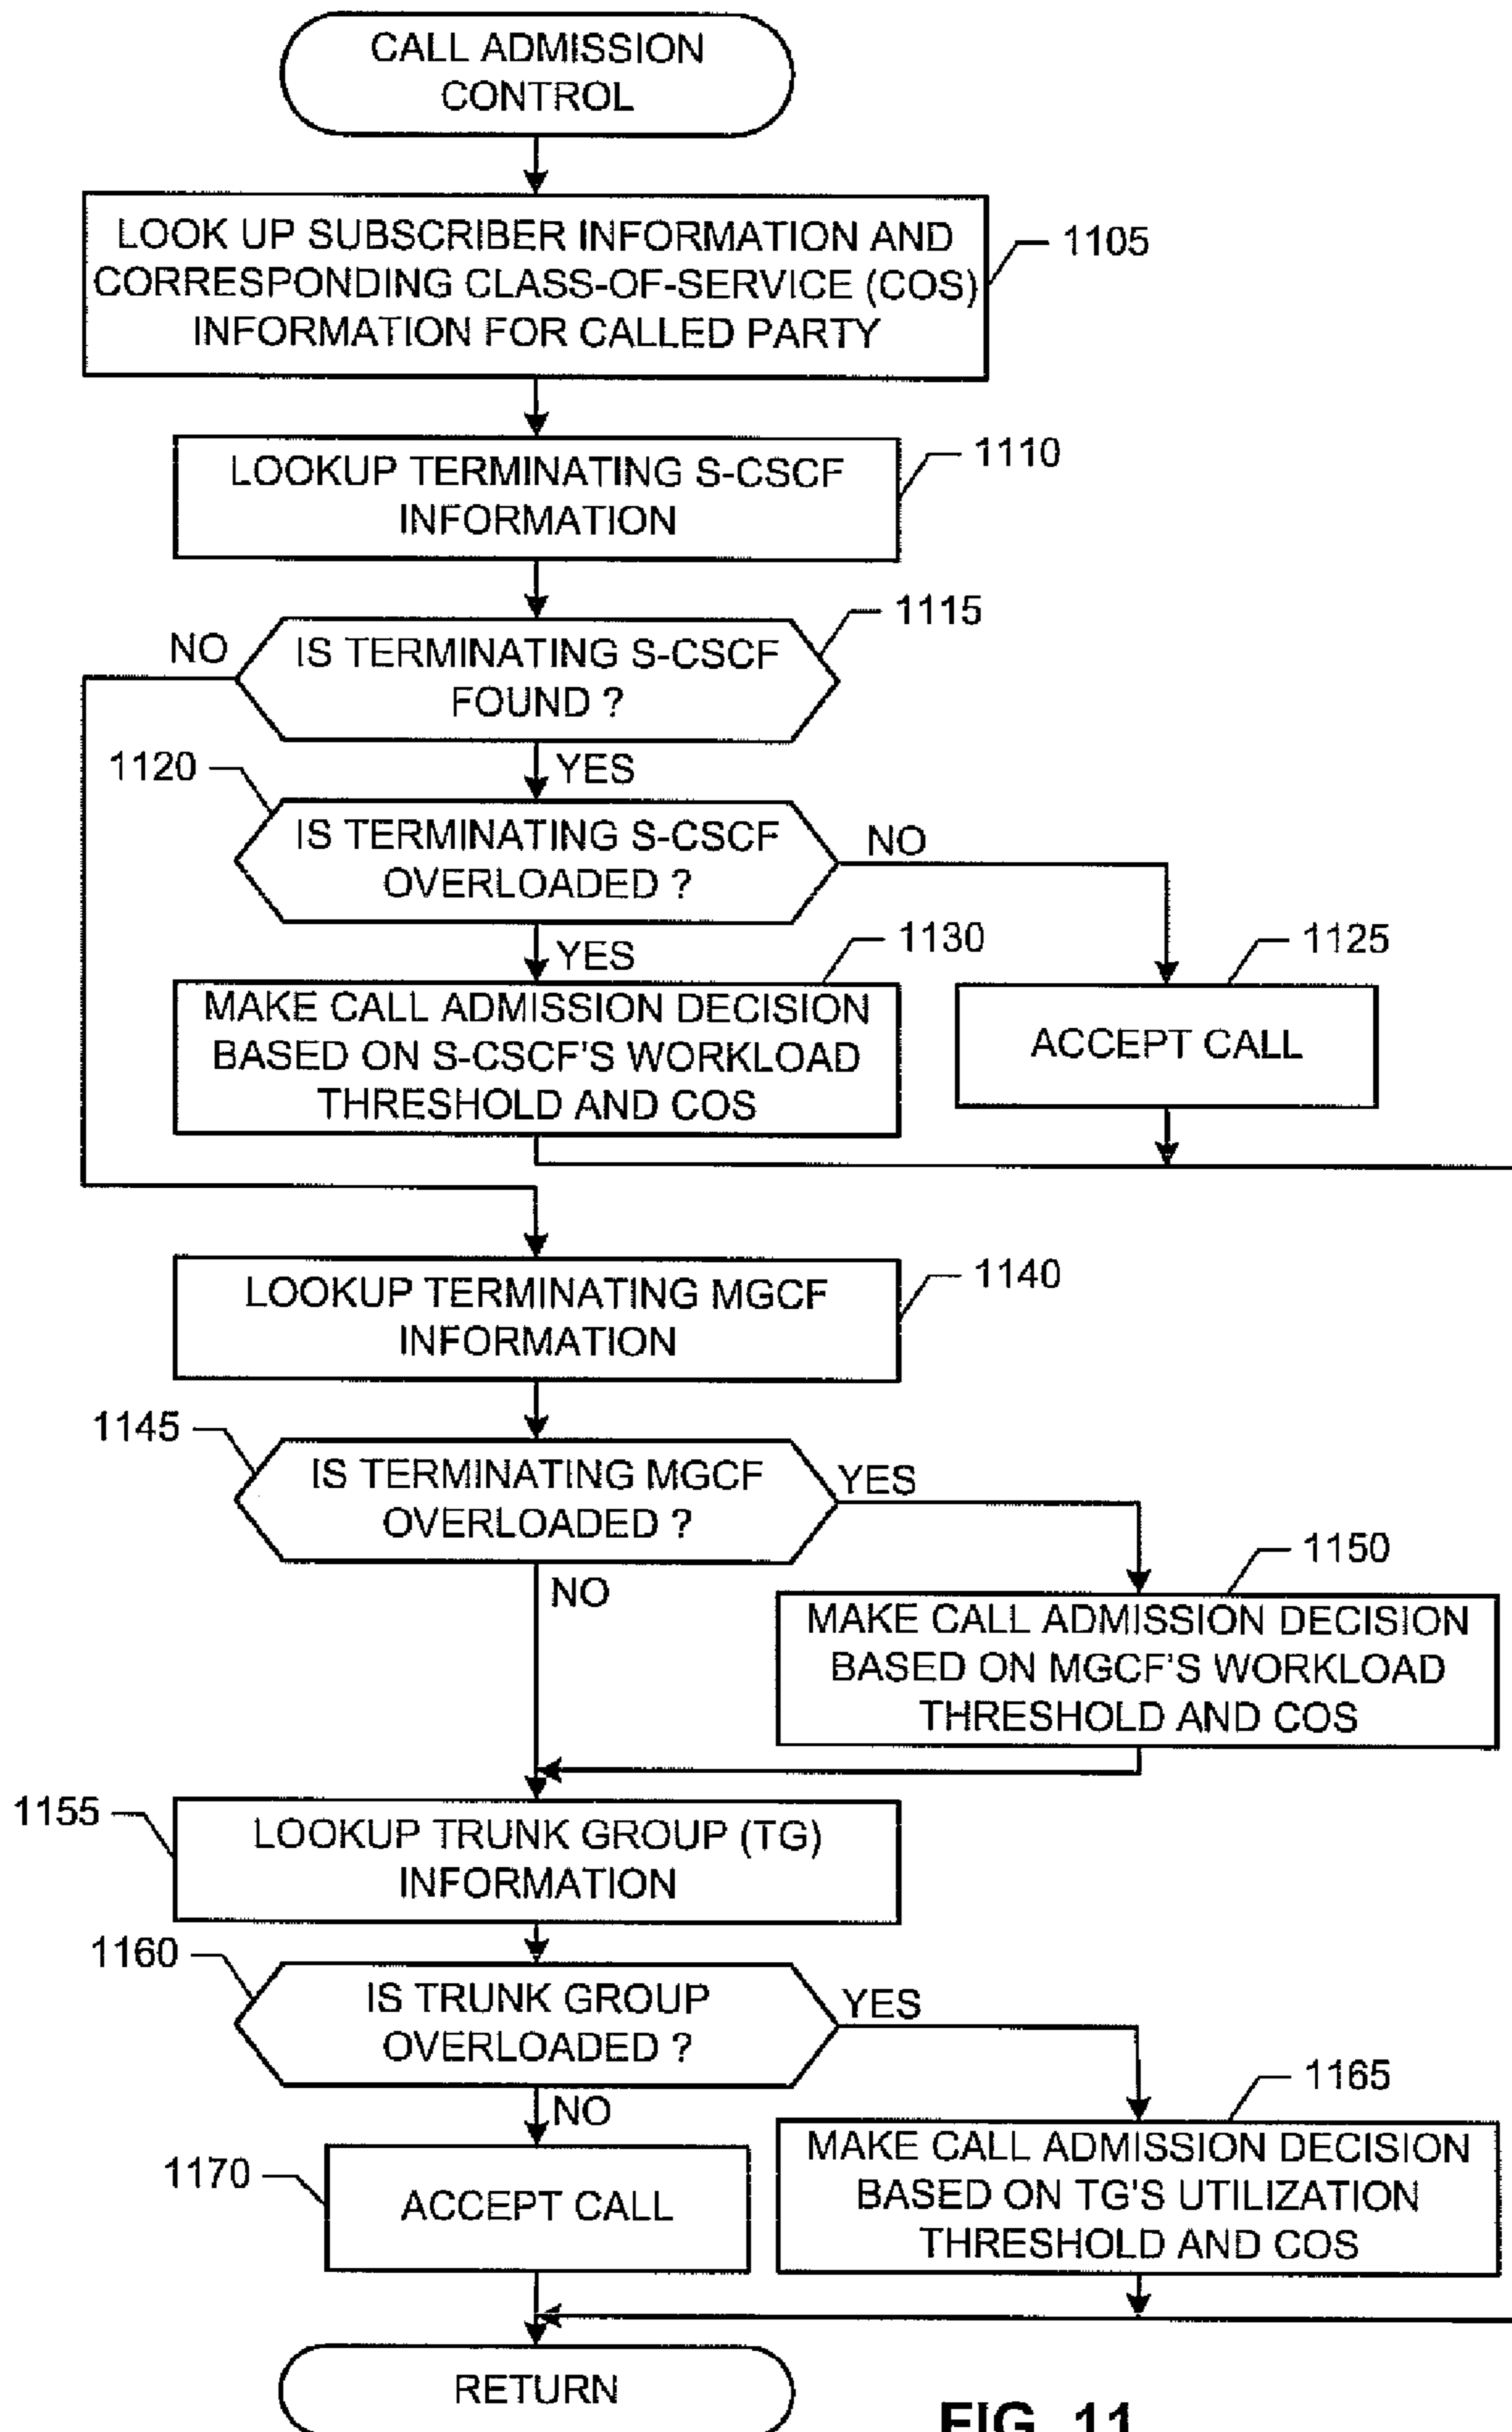 CALL ADMISSION
CONTROL
LOOK UP SUBSCRIBER INFORMATION AND
CORRESPONDING CLASS-OF-SERVICE (COS)
INFORMATION FOR CALLED PARTY
1105
LOOKUP TERMINATING S-CSCF
INFORMATION
1110
IS TERMINATING S-CSCF
FOUND ?
1115
NO
YES
1120
IS TERMINATING S-CSCF
OVERLOADED ?
NO
YES
1130
MAKE CALL ADMISSION DECISION
BASED ON S-CSCF'S WORKLOAD
THRESHOLD AND COS
1125
ACCEPT CALL
LOOKUP TERMINATING MGCF
INFORMATION
1140
1145
IS TERMINATING MGCF
OVERLOADED ?
YES
NO
1150
MAKE CALL ADMISSION DECISION
BASED ON MGCF'S WORKLOAD
THRESHOLD AND COS
1155
LOOKUP TRUNK GROUP (TG)
INFORMATION
1160
IS TRUNK GROUP
OVERLOADED ?
YES
NO
1165
MAKE CALL ADMISSION DECISION
BASED ON TG'S UTILIZATION
THRESHOLD AND COS
1170
ACCEPT CALL
RETURN
FIG. 11